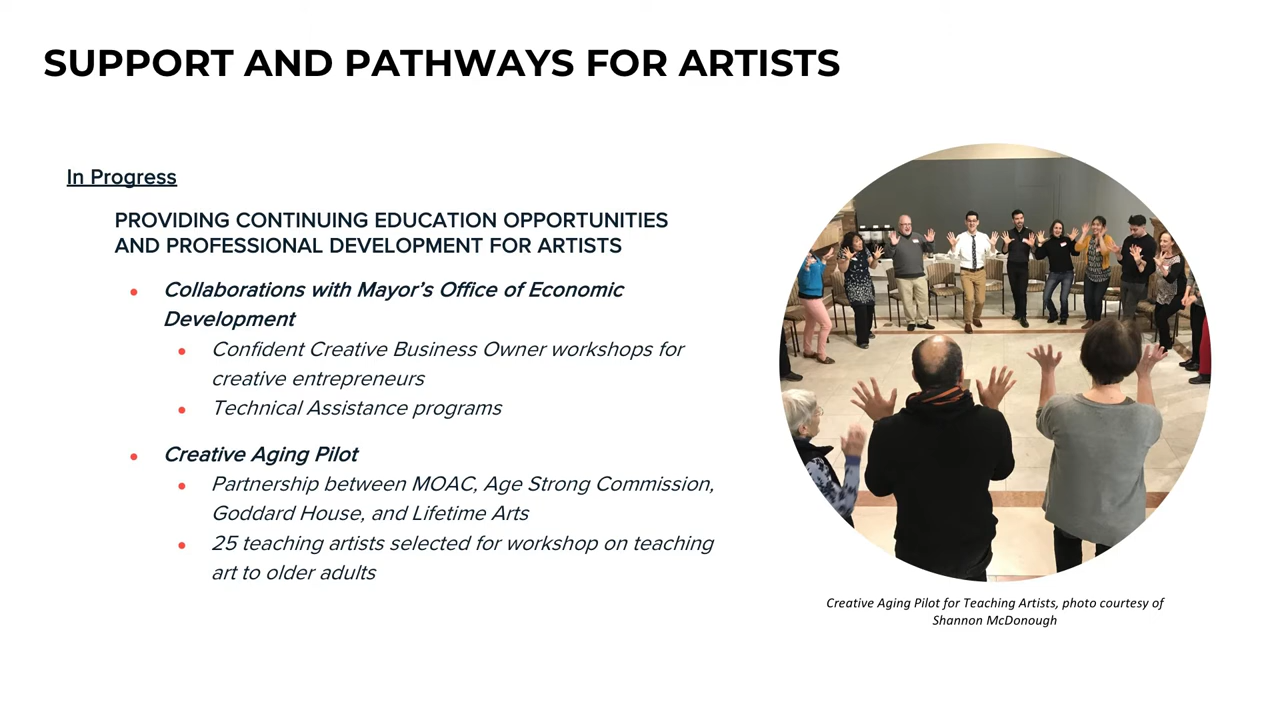 SUPPORT AND PATHWAYS FOR ARTISTS
In Progress
PROVIDING CONTINUING EDUCATION OPPORTUNITIES
AND PROFESSIONAL DEVELOPMENT FOR ARTISTS
• Collaborations with Mayor’s Office of Economic
Development
• Confident Creative Business Owner workshops for
creative entrepreneurs
• Technical Assistance programs
• Creative Aging Pilot
• Partnership between MOAC, Age Strong Commission,
Goddard House, and Lifetime Arts
• 25 teaching artists selected for workshop on teaching
art to older adults
Creative Aging Pilot for Teaching Artists, photo courtesy of
Shannon McDonough